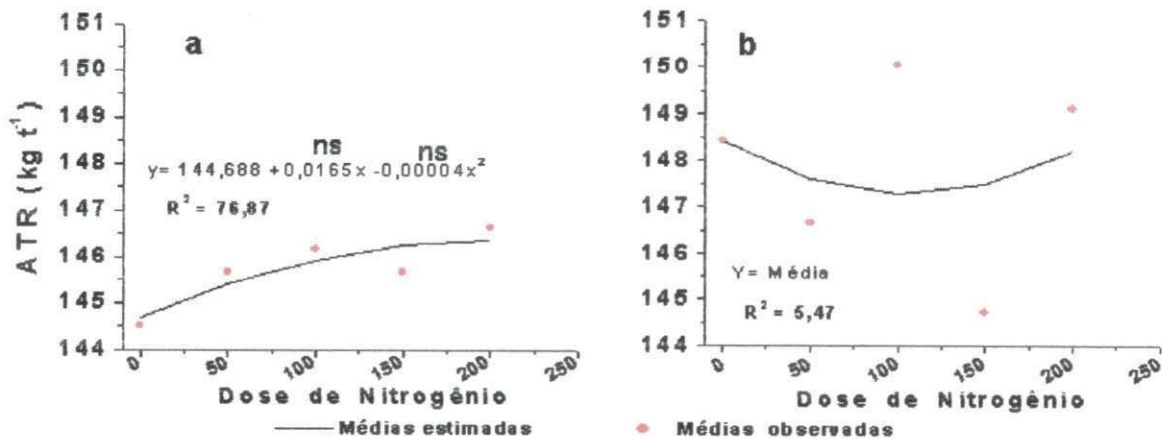 a
ATR (kg t⁻¹)
151
150
149
148
147
146
145
144
ns ns
y= 144,688 +0,0165x -0,00004x²
R² = 76,87
0 50 100 150 200 250
Dose de Nitrogênio
b
151
150
149
148
147
146
145
144
Y= Média
R² = 5,47
0 50 100 150 200 250
Dose de Nitrogênio
Médias estimadas Médias observadas